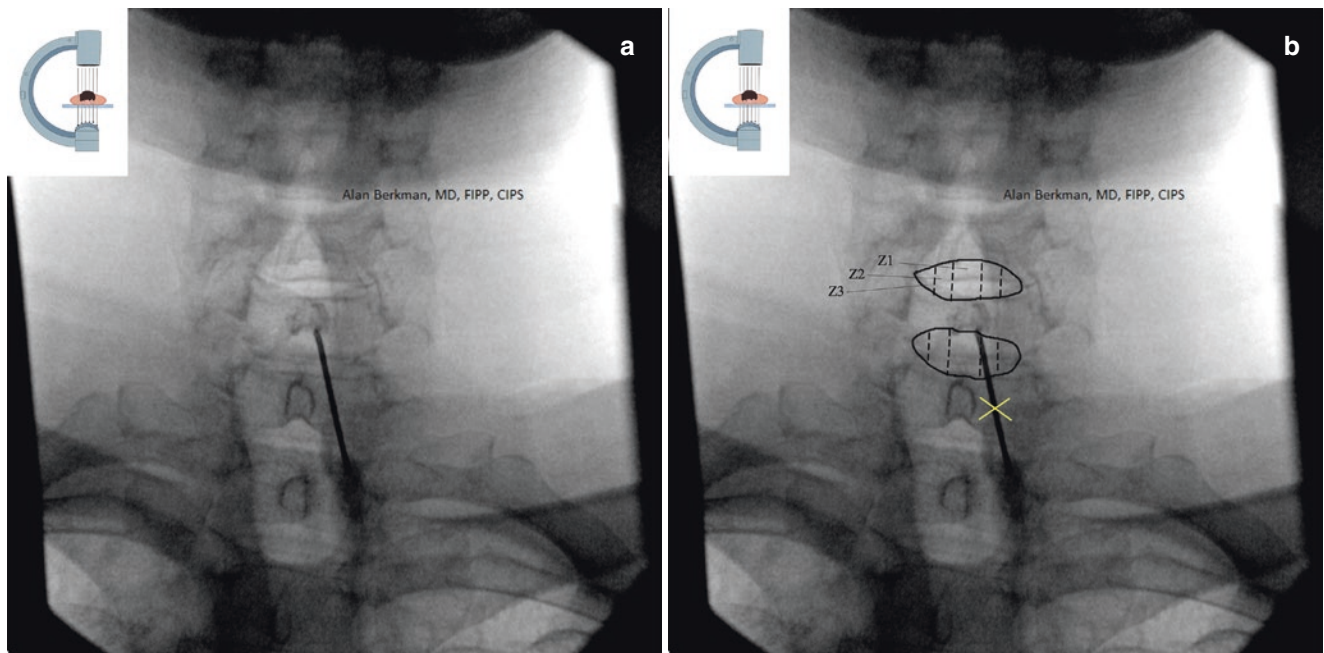 a
Alan Berkman, MD, FIPP, CIPS
b
Alan Berkman, MD, FIPP, CIPS
Z1
Z2
Z3